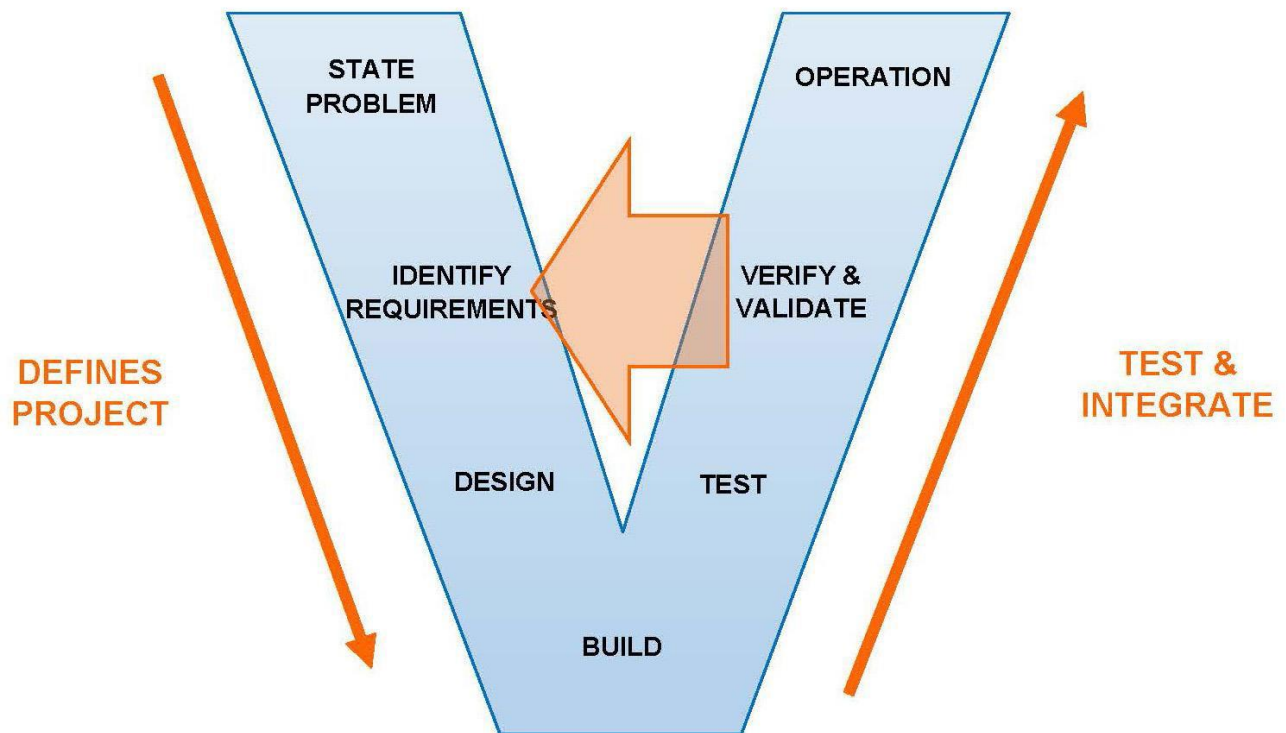 STATE
PROBLEM
OPERATION
IDENTIFY
REQUIREMENTS
VERIFY &
VALIDATE
DEFINES
PROJECT
TEST &
INTEGRATE
DESIGN
TEST
BUILD